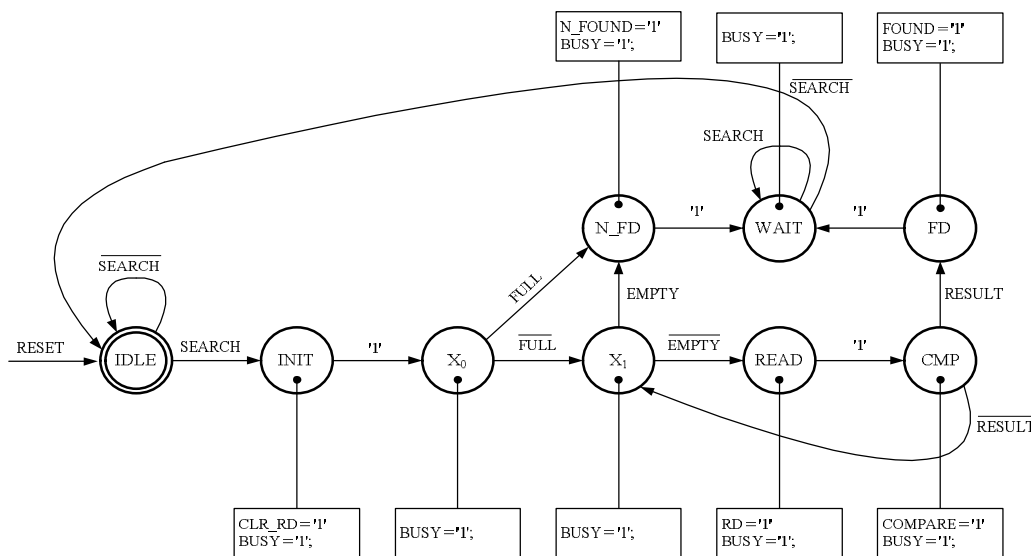 N_FOUND='1'
BUSY='1';
BUSY='1';
FOUND='1'
BUSY='1';
SEARCH
SEARCH
N_FD
'1'
WAIT
'1'
FD
SEARCH
FULL
EMPTY
RESULT
RESET
IDLE
SEARCH
INIT
'1'
X₀
FULL
X₁
EMPTY
READ
'1'
CMP
RESULT
CLR_RD='1'
BUSY='1';
BUSY='1';
BUSY='1';
RD='1'
BUSY='1';
COMPARE='1'
BUSY='1';